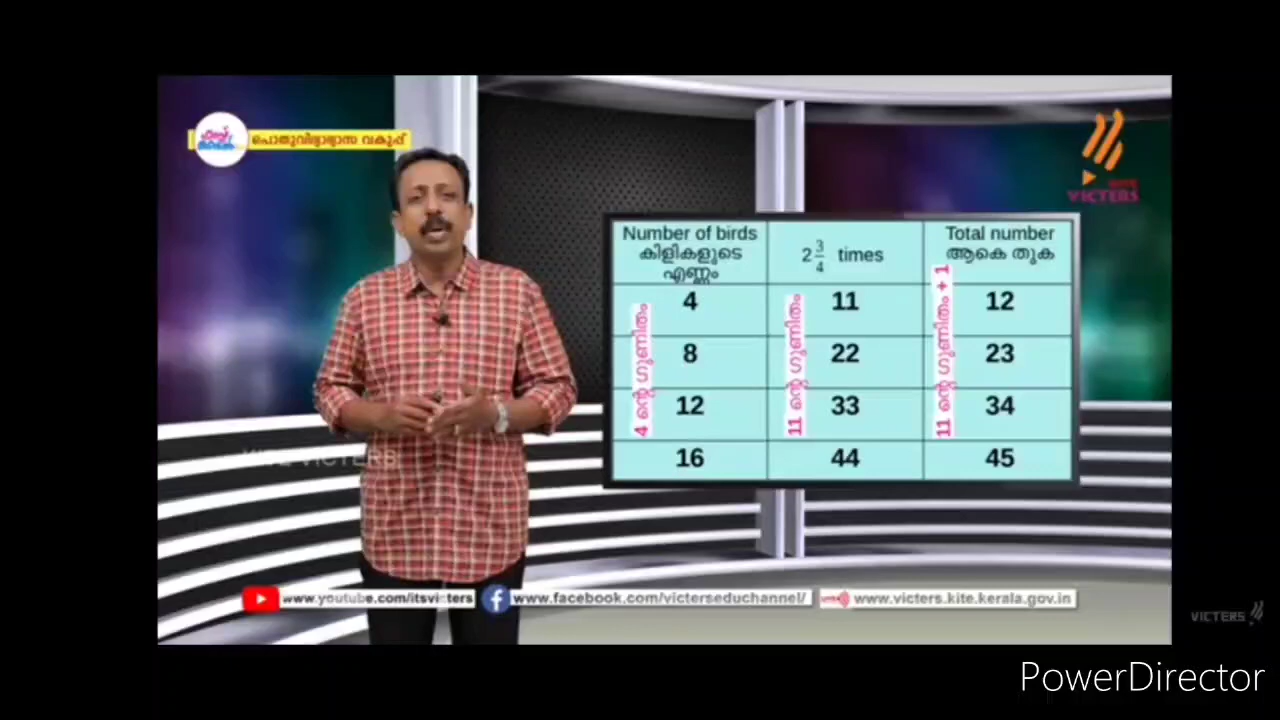 പൊതുവിദ്യാഭ്യാസ വകുപ്പ്
VICTERS
Number of birds
കിളികളുടെ
എണ്ണം
2 3/4 times
Total number
ആകെ തുക
4 11 12
8 22 23
12 33 34
16 44 45
4 ന്റെ ഗുണിതം
11 ന്റെ ഗുണിതം
11 ന്റെ ഗുണിതം + 1
KITE VICTERS
www.youtube.com/itsvicters
www.facebook.com/victerseduchannel/
www.victers.kite.kerala.gov.in
VICTERS
PowerDirector